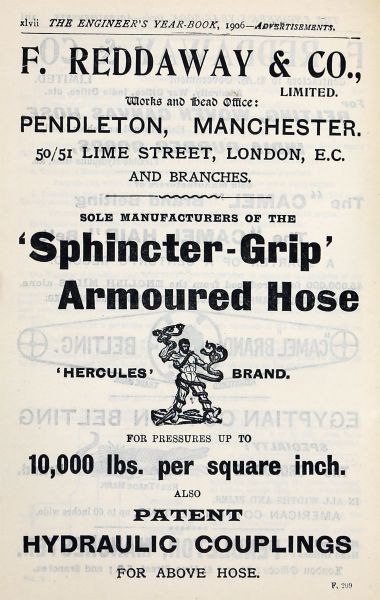 xlvii THE ENGINEER'S YEAR-BOOK, 1906—ADVERTISEMENTS.
F. REDDAWAY & CO.,
LIMITED.
Works and Head Office:
PENDLETON, MANCHESTER.
50/51 LIME STREET, LONDON, E.C.
AND BRANCHES.
SOLE MANUFACTURERS OF THE
'Sphincter-Grip'
Armoured Hose
'HERCULES' BRAND.
FOR PRESSURES UP TO
10,000 lbs. per square inch.
ALSO
PATENT
HYDRAULIC COUPLINGS
FOR ABOVE HOSE.
F. 209